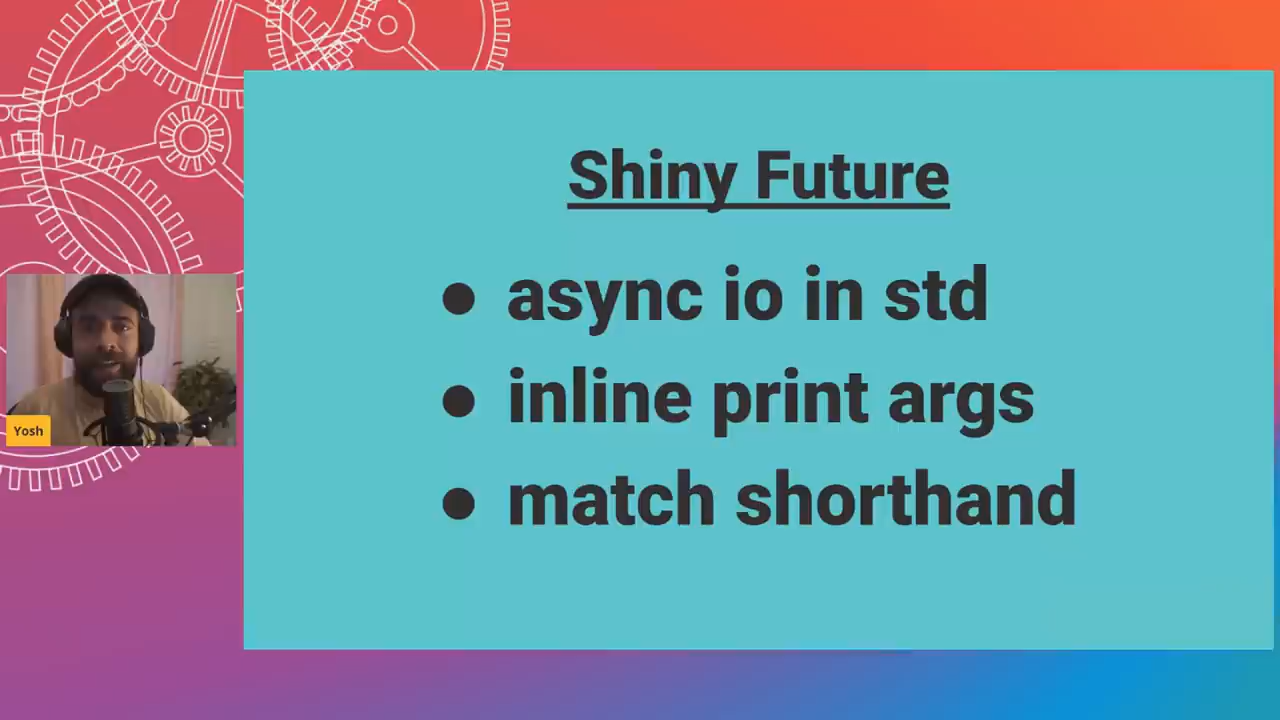 Shiny Future
● async io in std
● inline print args
● match shorthand
Yosh